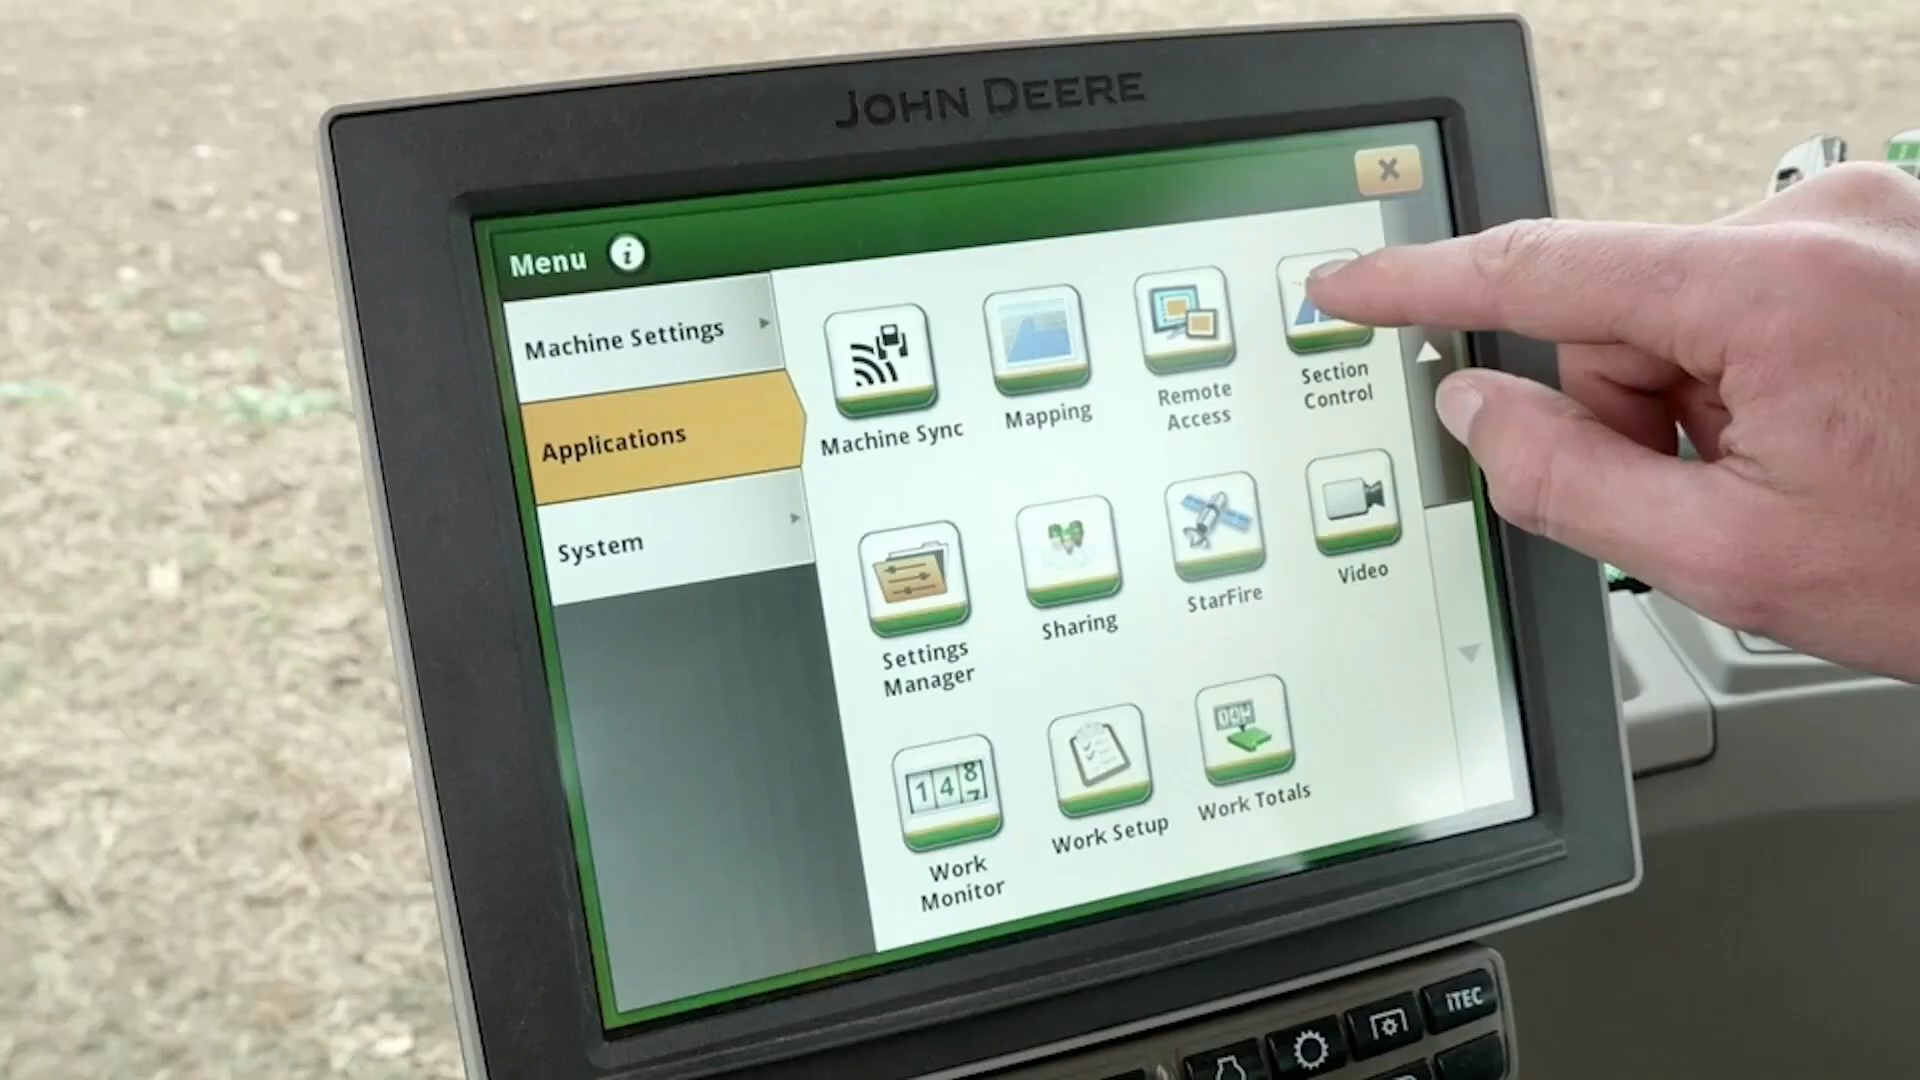 JOHN DEERE
Menu
Machine Settings
Applications
System
Machine Sync
Mapping
Remote
Access
Section
Control
Settings
Manager
Sharing
StarFire
Video
Work
Monitor
Work Setup
Work Totals
iTEC